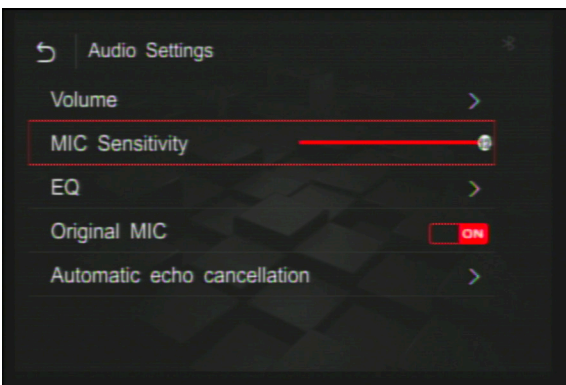 Audio Settings
Volume
MIC Sensitivity
EQ
Original MIC
ON
Automatic echo cancellation